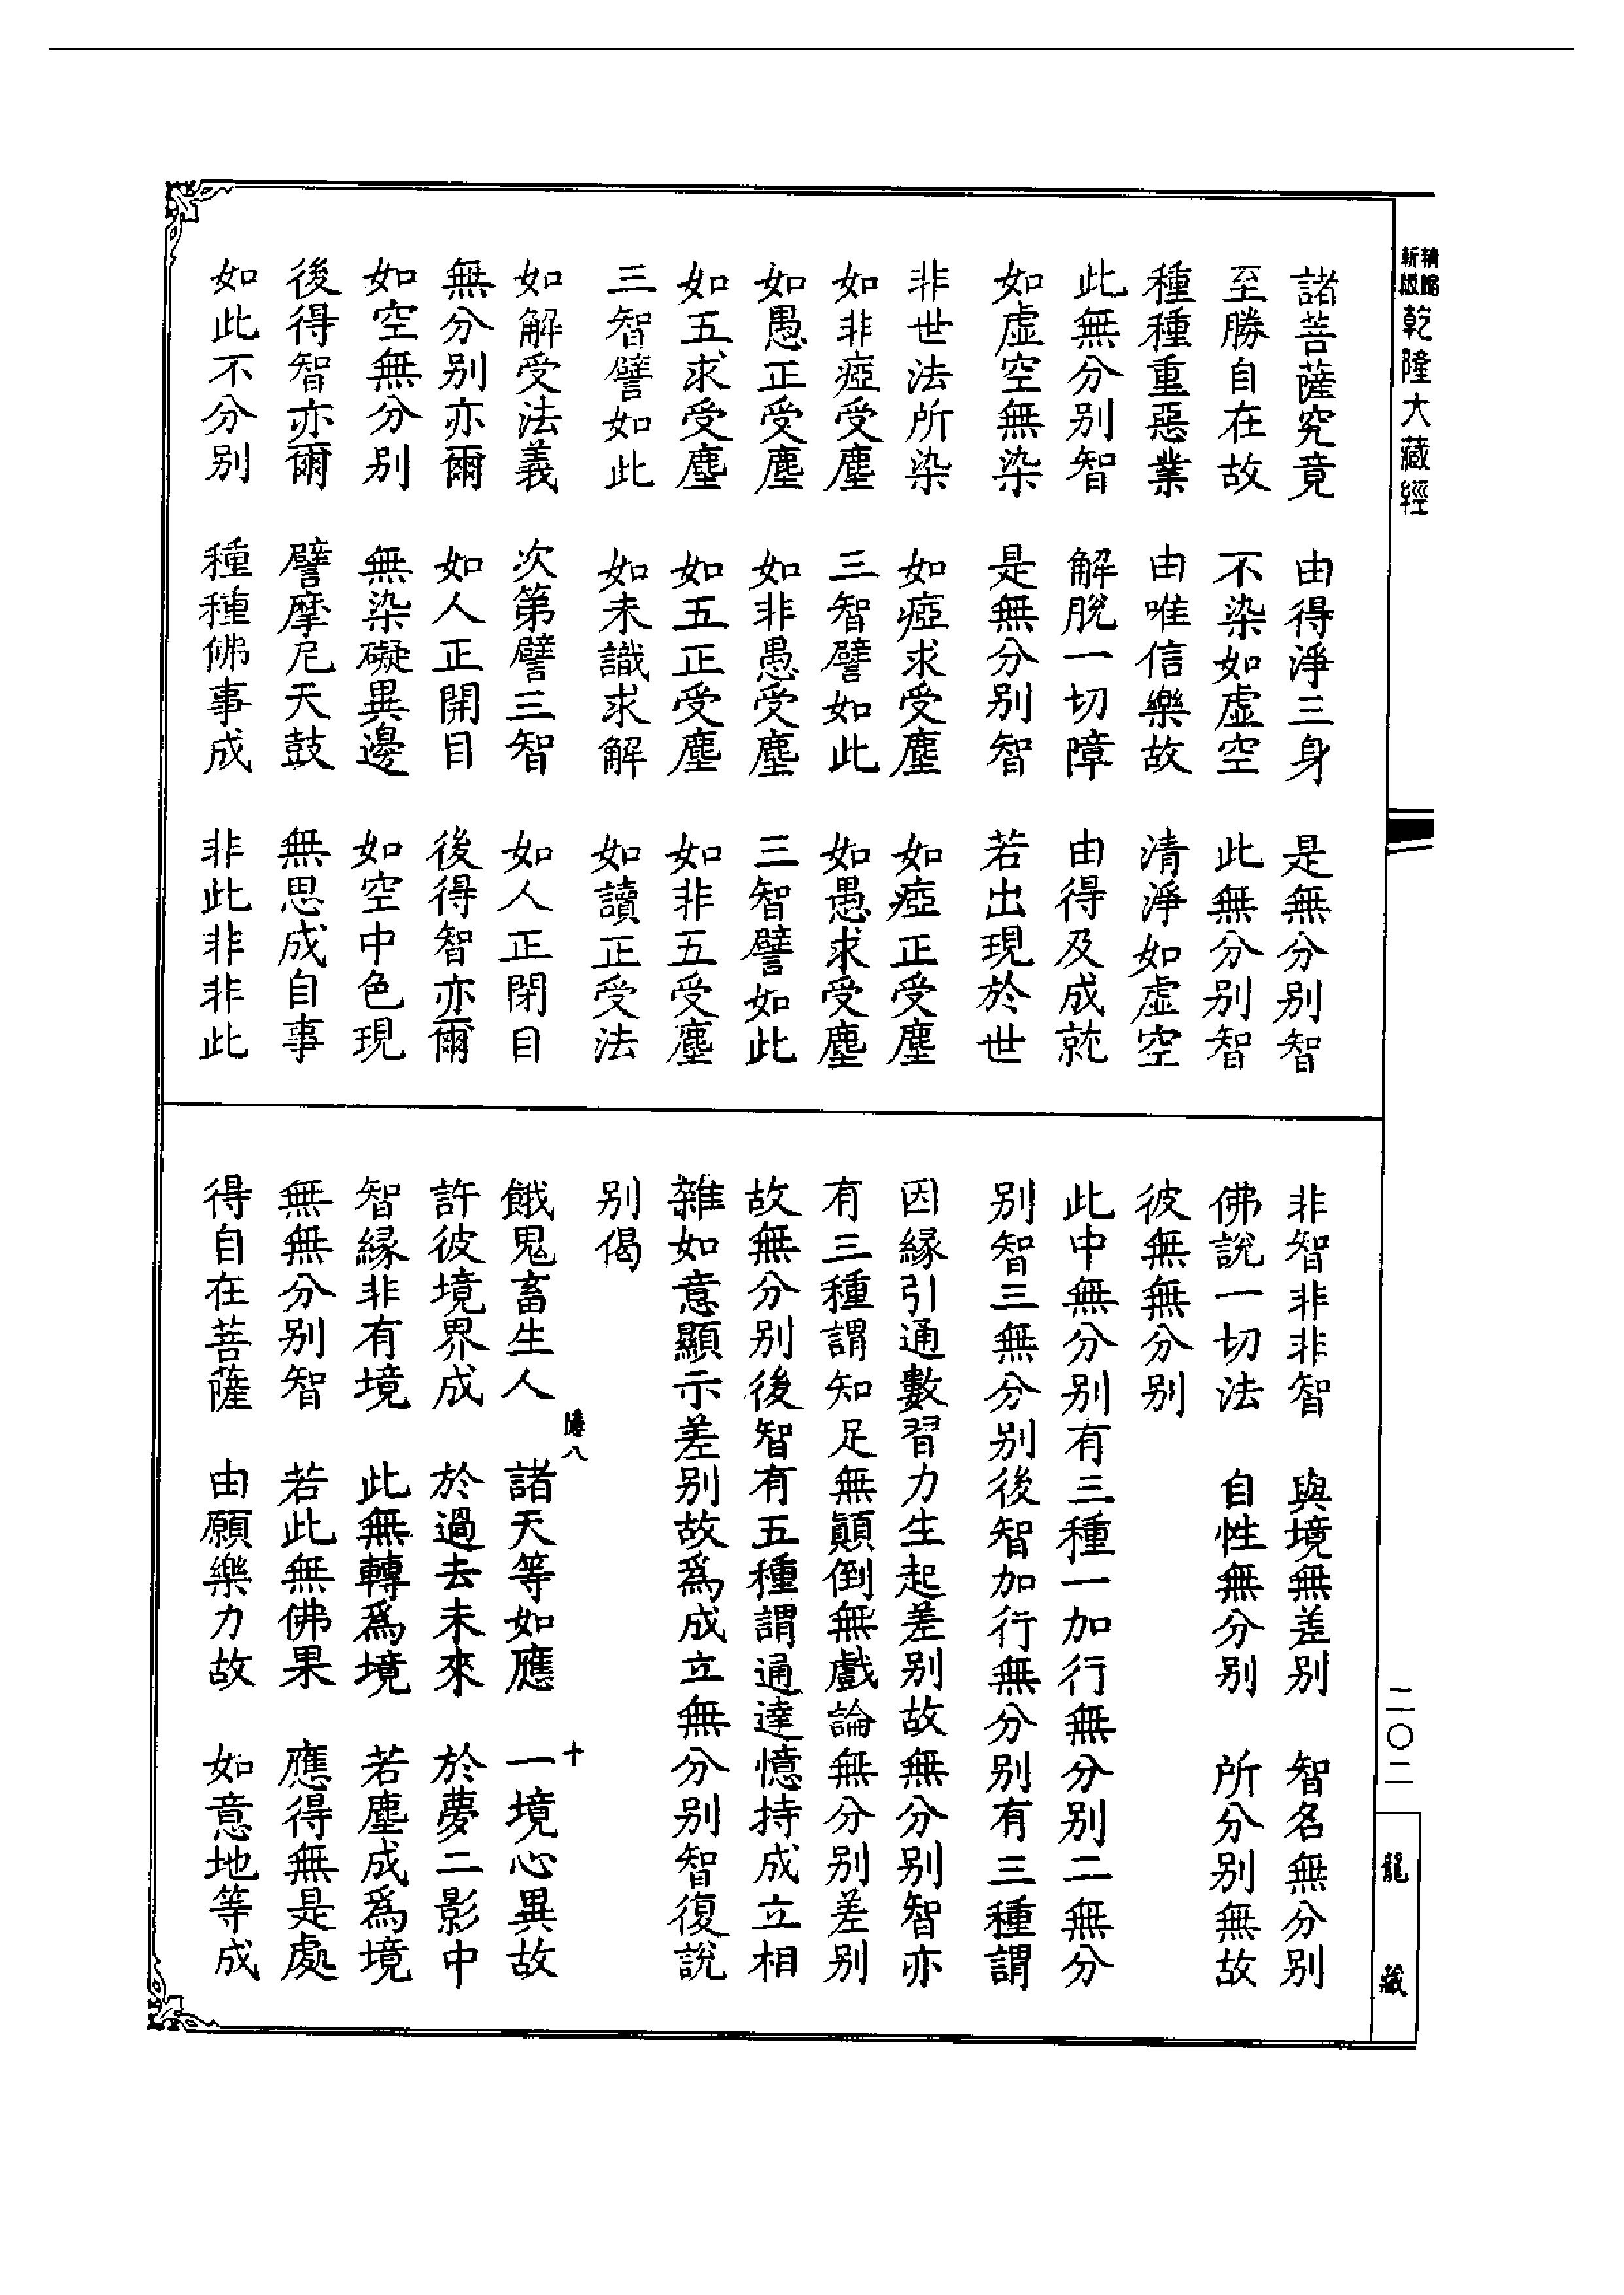 新版精縮乾隆大藏經
諸菩薩究竟　由得淨三身　是無分別智
至勝自在故　不染如虛空　此無分別智
種種重惡業　由唯信樂故　清淨如虛空
此無分別智　解脫一切障　由得及成就
如虛空無染　是無分別智　若出現於世
非世法所染　如瘂求受塵　如瘂正受塵
如非瘂受塵　三智譬如此　如愚求受塵
如愚正受塵　如非愚受塵　三智譬如此
如五求受塵　如五正受塵　如非五受塵
三智譬如此　如未識求解　如讀正受法
如解受法義　次第譬三智　如人正閉目
無分別亦爾　如人正開目　後得智亦爾
如空無分別　無染礙異邊　如空中色現
後得智亦爾　譬摩尼天鼓　無思成自事
如此不分別　種種佛事成　非此非非此
非智非非智　與境無差別　智名無分別
佛說一切法　自性無分別　所分別無故
彼無無分別
此中無分別有三種一加行無分別二無分
別智三無分別後智加行無分別有三種謂
因緣引通數習力生起差別故無分別智亦
有三種謂知足無顛倒無戲論無分別差別
故無分別後智有五種謂通達憶持成立相
雜如意顯示差別故爲成立無分別智復說
別偈
八　十
餓鬼畜生人　諸天等如應　一境心異故
許彼境界成　於過去未來　於夢二影中
智緣非有境　此無轉爲境　若塵成爲境
無無分別智　若此無佛果　應得無是處
得自在菩薩　由願樂力故　如意地等成
二〇二
龍藏